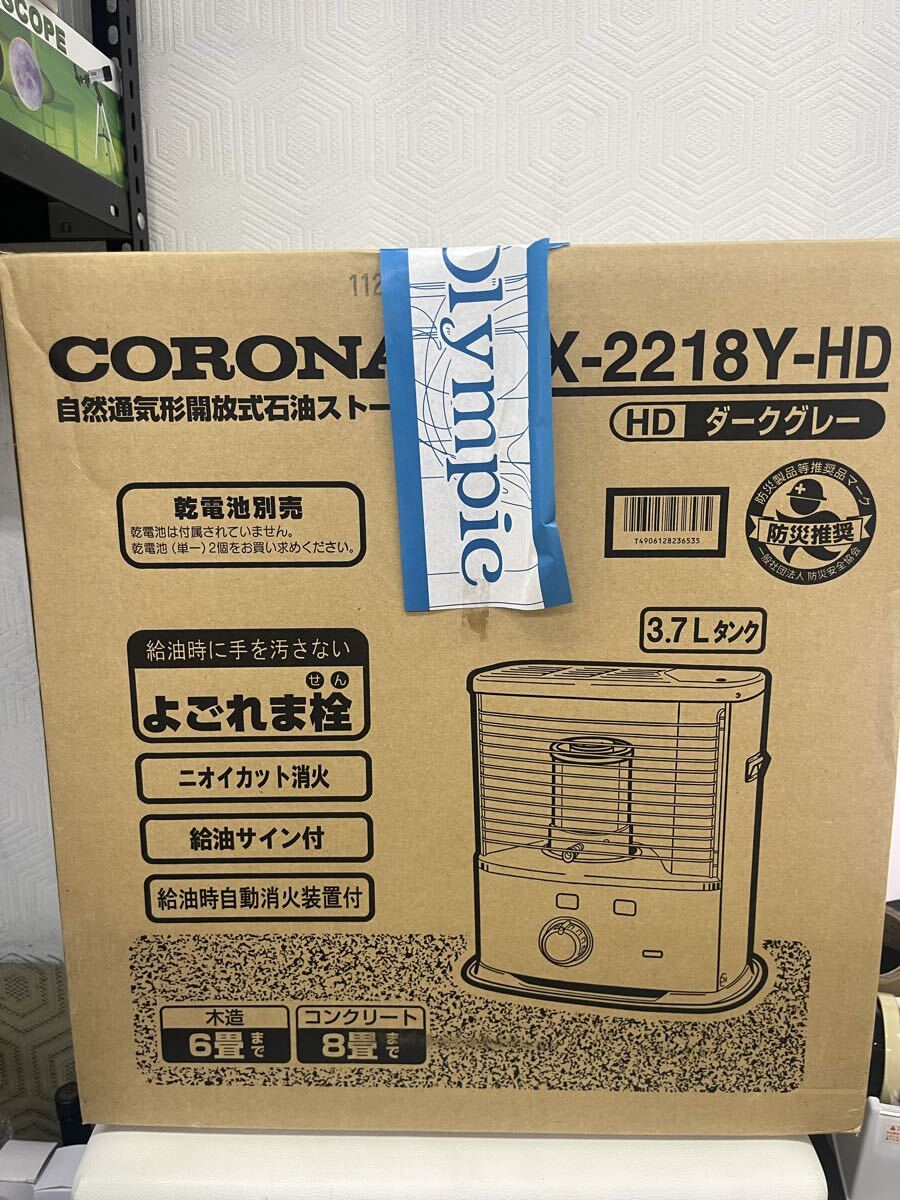 SCOPE
112
CORONA
X-2218Y-HD
自然通気形開放式石油ストー
HD ダークグレー
Olympic
乾電池別売
乾電池は付属されていません。
乾電池(単一)2個をお買い求めください。
T4906128236535
防災製品等推奨品マーク
防災推奨
一般社団法人 防災安全協会
3.7Lタンク
給油時に手を汚さない
せん
よごれま栓
ニオイカット消火
給油サイン付
給油時自動消火装置付
木造
6畳まで
コンクリート
8畳まで